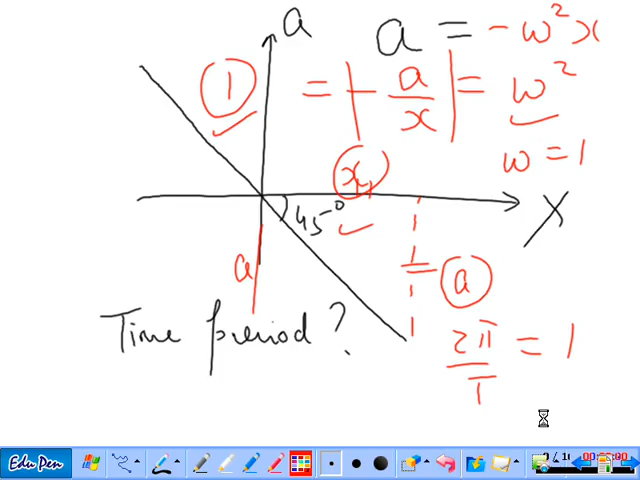 a
a = -ω²x
1 = |-a/x| = ω²
ω = 1
x
45°
X
a
a
Time period?
2π/T = 1
Edu Pen